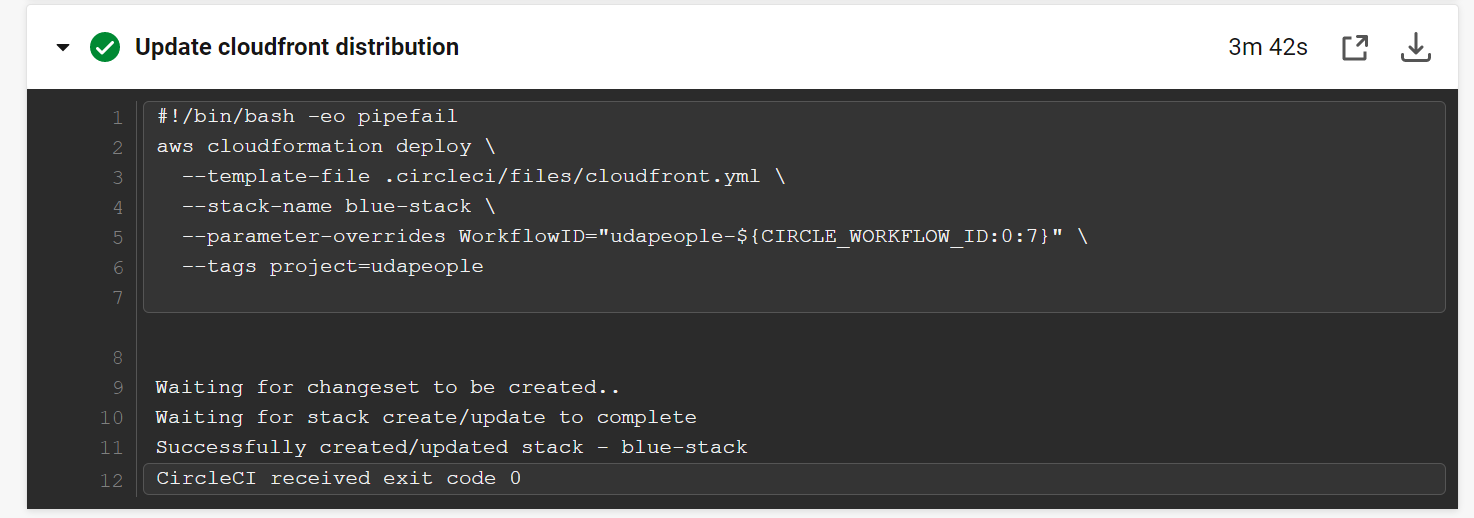 Update cloudfront distribution 3m 42s
1 #!/bin/bash -eo pipefail
2 aws cloudformation deploy \
3   --template-file .circleci/files/cloudfront.yml \
4   --stack-name blue-stack \
5   --parameter-overrides WorkflowID="udapeople-${CIRCLE_WORKFLOW_ID:0:7}" \
6   --tags project=udapeople
7
8
9 Waiting for changeset to be created..
10 Waiting for stack create/update to complete
11 Successfully created/updated stack - blue-stack
12 CircleCI received exit code 0